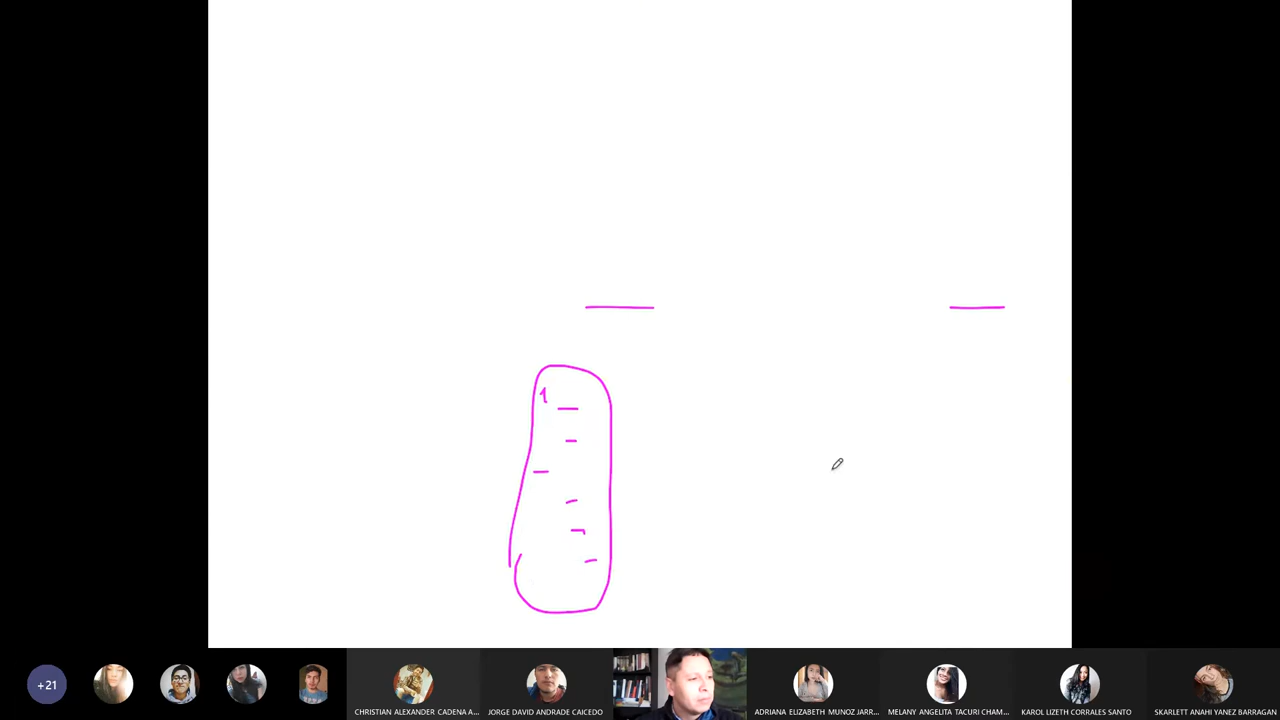 1
+21
CHRISTIAN ALEXANDER CADENA A...
JORGE DAVID ANDRADE CAICEDO
ADRIANA ELIZABETH MUNOZ JARR...
MELANY ANGELITA TACURI CHAM...
KAROL LIZETH CORRALES SANTO
SKARLETT ANAHI YANEZ BARRAGAN